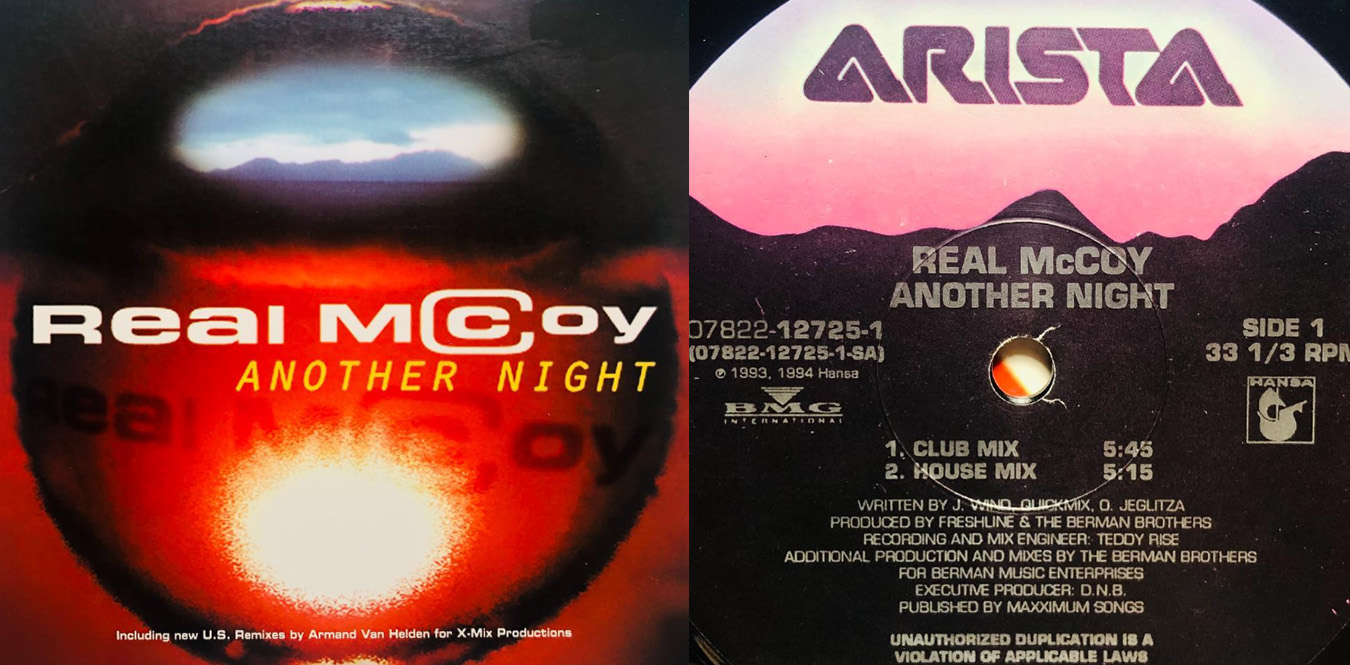 Real McCoy
ANOTHER NIGHT
Real McCoy
Including new U.S. Remixes by Armand Van Helden for X-Mix Productions
ARISTA
REAL McCOY
ANOTHER NIGHT
07822-12725-1
(07822-12725-1-SA)
℗ 1993, 1994 Hansa
BMG
INTERNATIONAL
SIDE 1
33 1/3 RPM
HANSA
1. CLUB MIX 5:45
2. HOUSE MIX 5:15
WRITTEN BY J. WIND, QUICKMIX, O. JEGLITZA
PRODUCED BY FRESHLINE & THE BERMAN BROTHERS
RECORDING AND MIX ENGINEER: TEDDY RISE
ADDITIONAL PRODUCTION AND MIXES BY THE BERMAN BROTHERS
FOR BERMAN MUSIC ENTERPRISES
EXECUTIVE PRODUCER: D.N.B.
PUBLISHED BY MAXXIMUM SONGS
UNAUTHORIZED DUPLICATION IS A
VIOLATION OF APPLICABLE LAWS